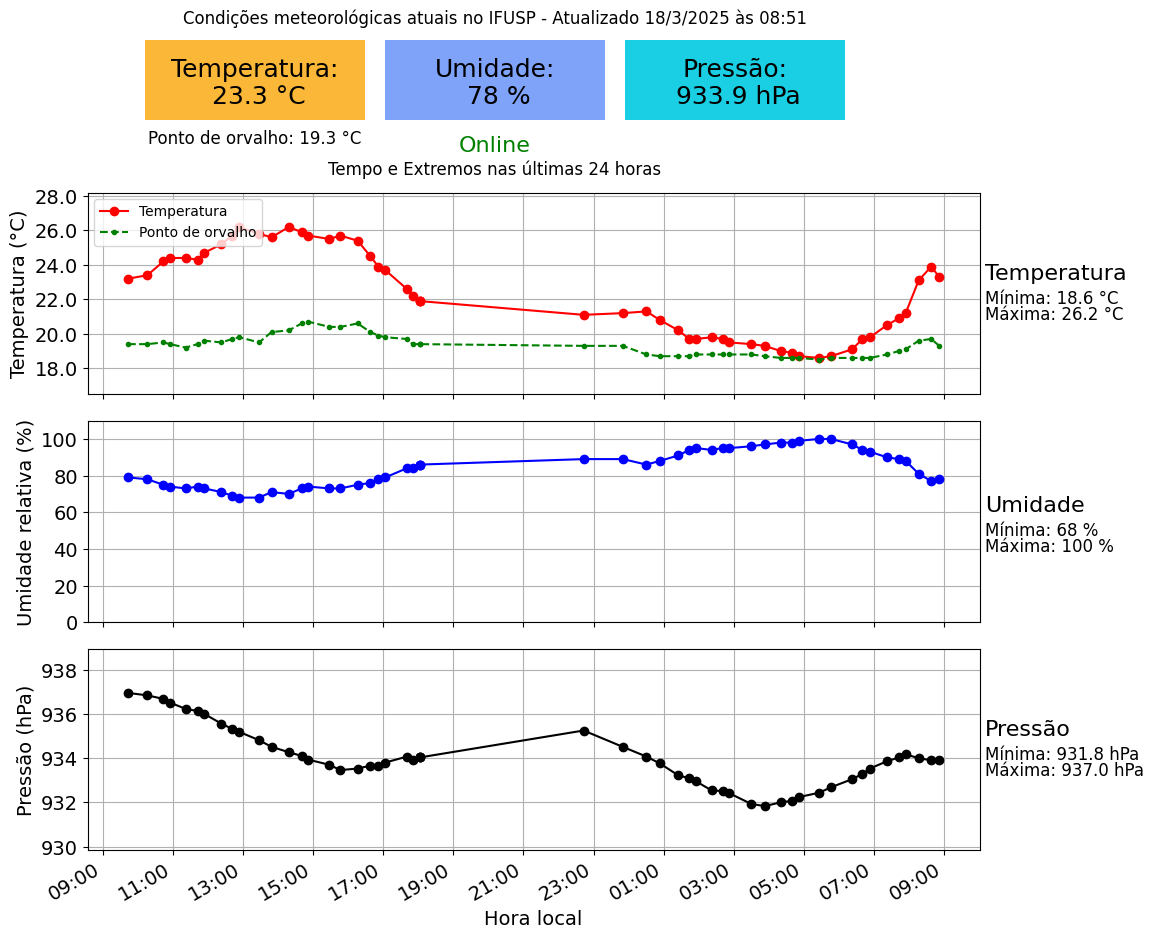 Condições meteorológicas atuais no IFUSP - Atualizado 18/3/2025 às 08:51
Temperatura:
23.3 °C
Umidade:
78 %
Pressão:
933.9 hPa
Ponto de orvalho: 19.3 °C
Online
Tempo e Extremos nas últimas 24 horas
Temperatura (°C)
28.0
26.0
24.0
22.0
20.0
18.0
Temperatura
Ponto de orvalho
Temperatura
Mínima: 18.6 °C
Máxima: 26.2 °C
Umidade relativa (%)
100
80
60
40
20
0
Umidade
Mínima: 68 %
Máxima: 100 %
Pressão (hPa)
938
936
934
932
930
Pressão
Mínima: 931.8 hPa
Máxima: 937.0 hPa
09:00 11:00 13:00 15:00 17:00 19:00 21:00 23:00 01:00 03:00 05:00 07:00 09:00
Hora local